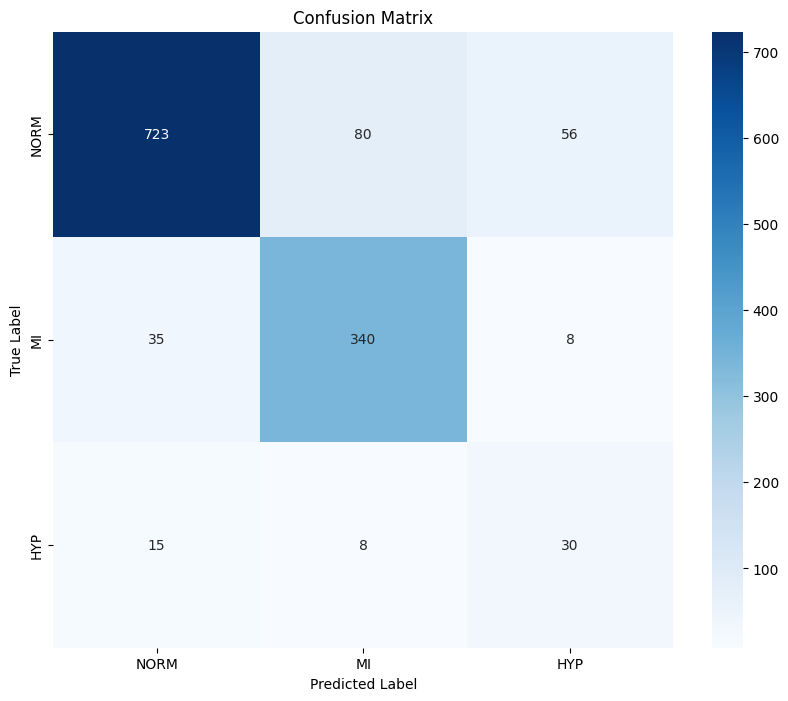 Confusion Matrix
NORM
723
80
56
MI
35
340
8
HYP
15
8
30
NORM
MI
HYP
True Label
Predicted Label
700
600
500
400
300
200
100